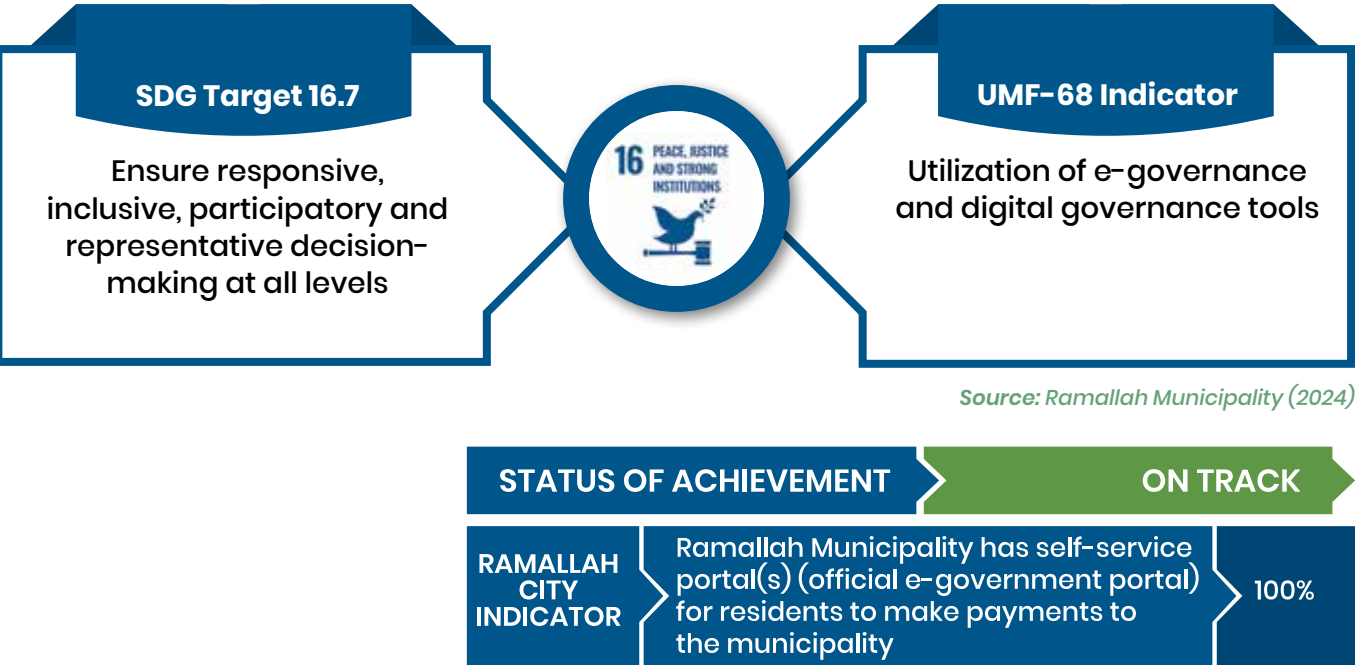 SDG Target 16.7
Ensure responsive,
inclusive, participatory and
representative decision-
making at all levels
16 PEACE, JUSTICE
AND STRONG
INSTITUTIONS
UMF-68 Indicator
Utilization of e-governance
and digital governance tools
Source: Ramallah Municipality (2024)
STATUS OF ACHIEVEMENT
ON TRACK
RAMALLAH
CITY
INDICATOR
Ramallah Municipality has self-service
portal(s) (official e-government portal)
for residents to make payments to
the municipality
100%